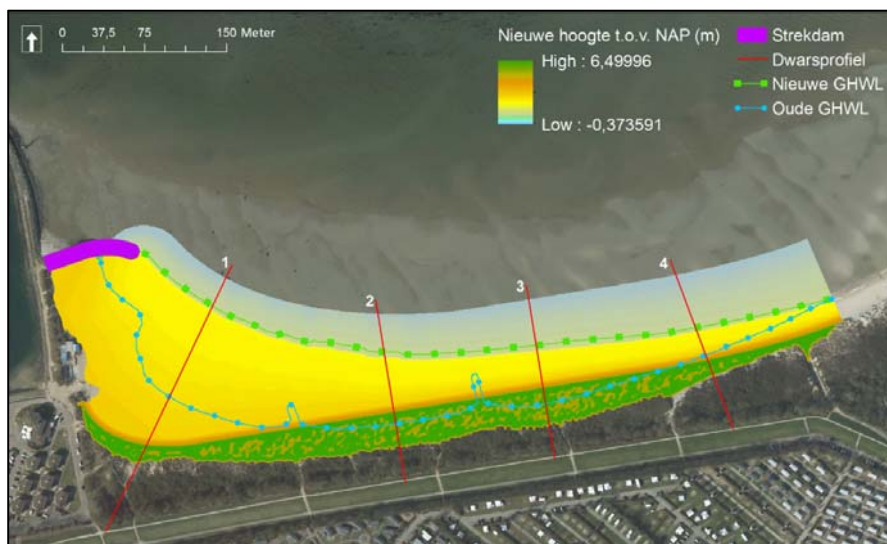 0 37,5 75 150 Meter
Nieuwe hoogte t.o.v. NAP (m)
High : 6,49996
Low : -0,373591
Strekdam
Dwarsprofiel
Nieuwe GHWL
Oude GHWL
1
2
3
4